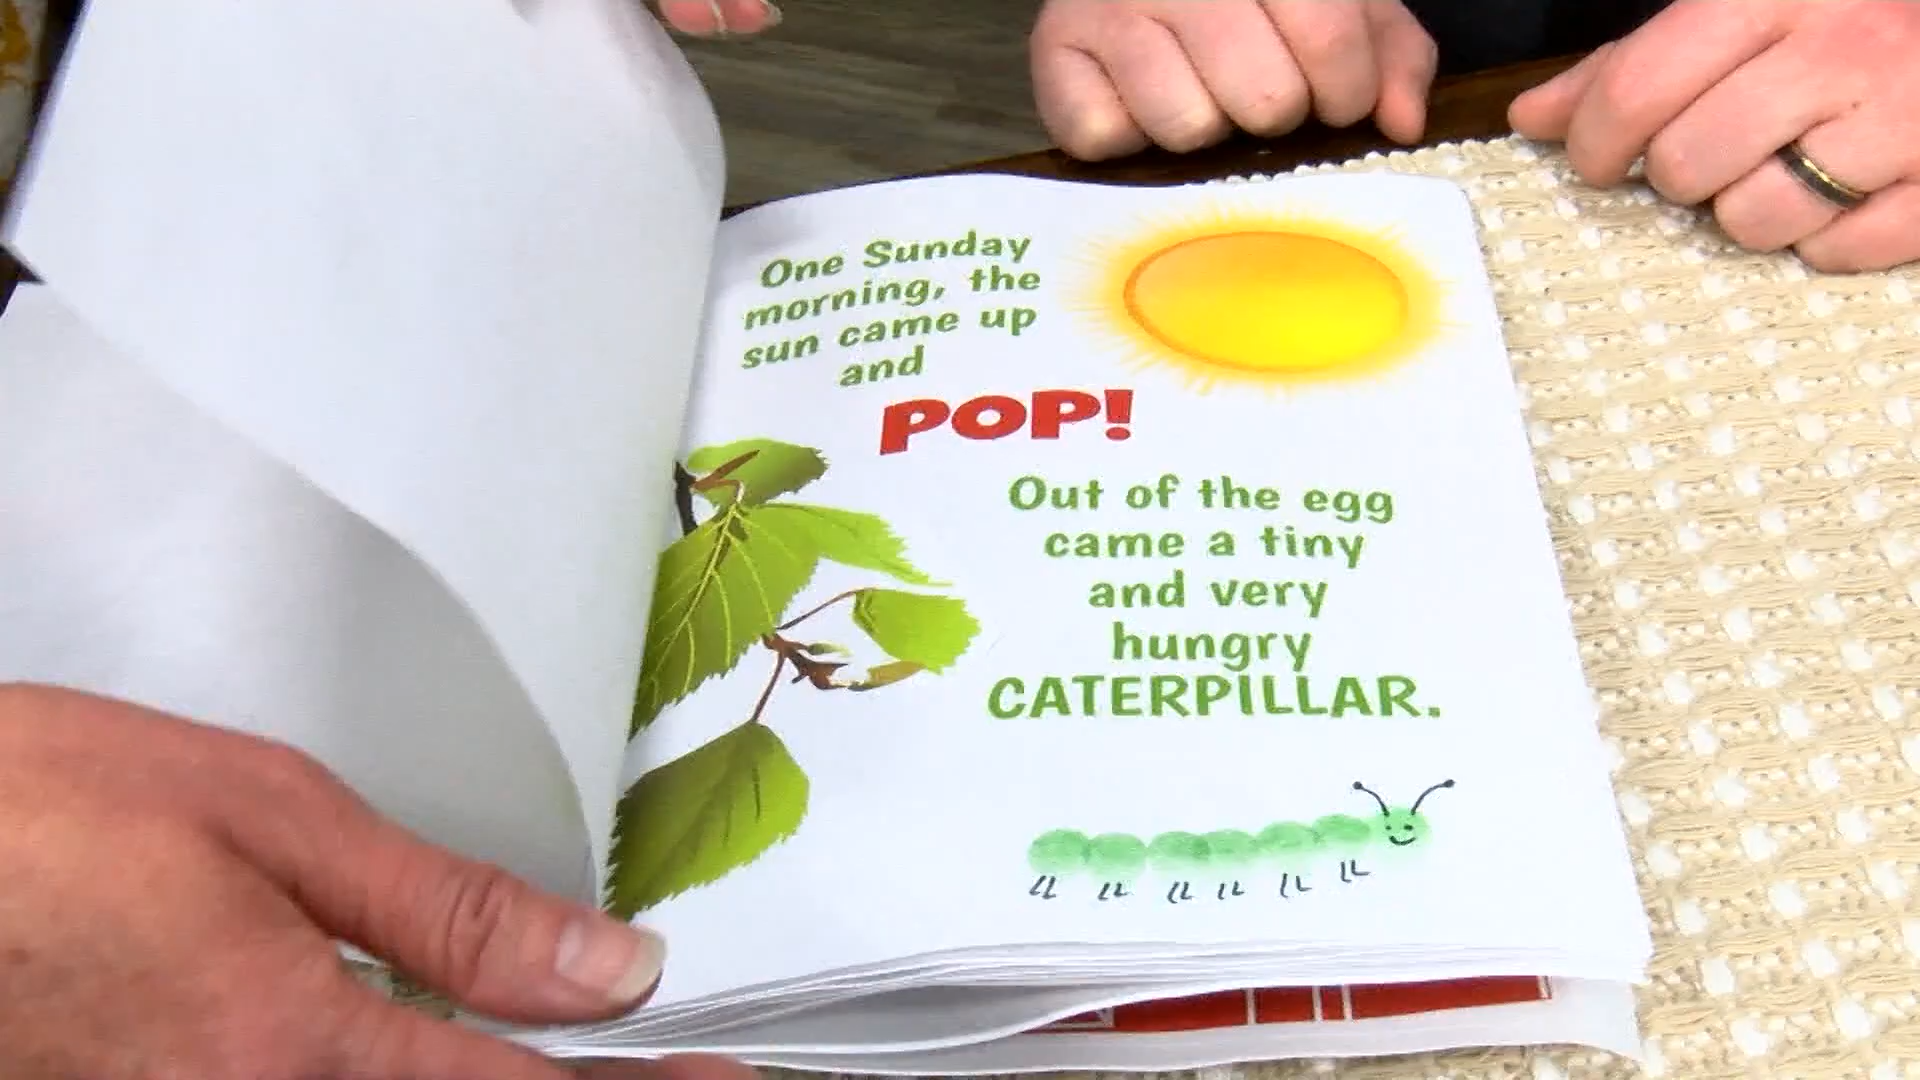 One Sunday
morning, the
sun came up
and
POP!
Out of the egg
came a tiny
and very
hungry
CATERPILLAR.